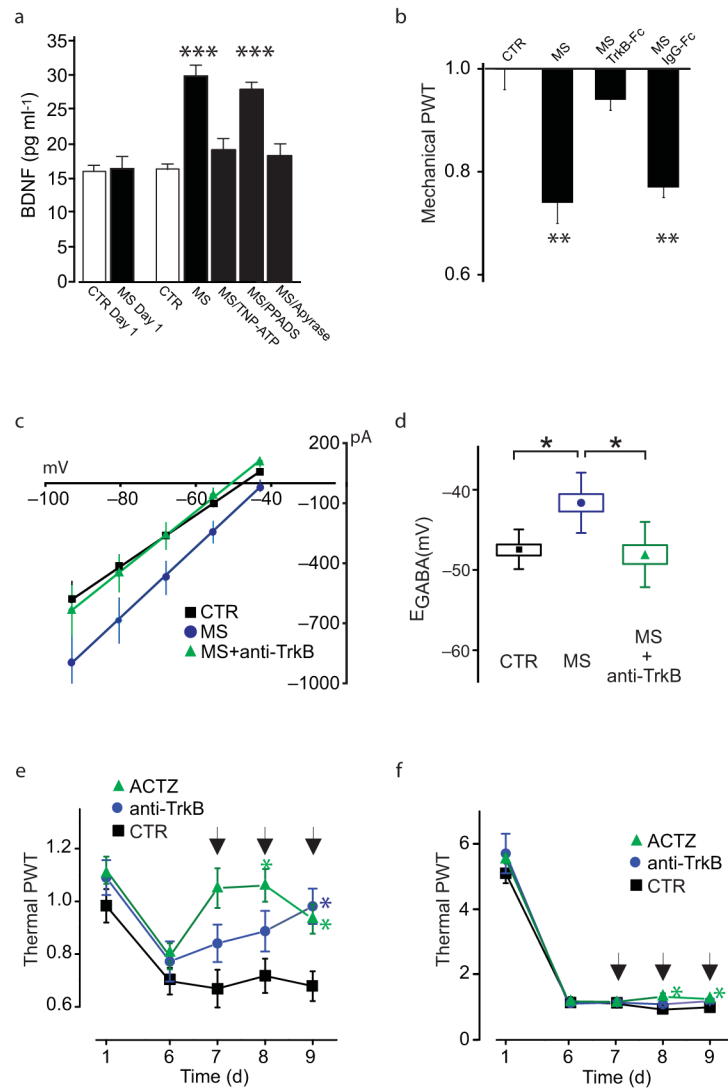 a
35
30
25
20
15
10
5
0
BDNF (pg ml-1)
***
***
CTR Day 1
MS Day 1
CTR
MS
MS/TNP-ATP
MS/PPADS
MS/Apyrase
b
CTR
MS
MS
TrkB-Fc
MS
IgG-Fc
1.0
0.8
0.6
Mechanical PWT
**
**
c
200
pA
mV
−100
−80
−60
−40
−100
−400
−700
−1000
CTR
MS
MS+anti-TrkB
d
*
*
−40
−50
−60
EGABA(mV)
CTR
MS
MS
+
anti-TrkB
e
ACTZ
anti-TrkB
CTR
1.2
1.0
0.8
0.6
Thermal PWT
*
*
*
1
6
7
8
9
Time (d)
f
6
4
2
0
Thermal PWT
ACTZ
anti-TrkB
CTR
*
*
1
6
7
8
9
Time (d)